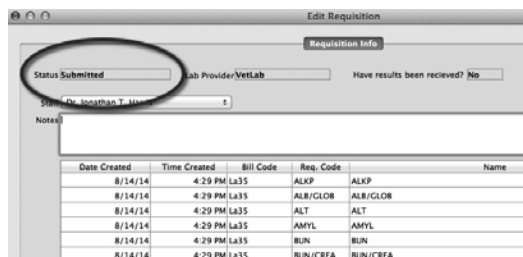 Edit Requisition
Requisition Info
Status Submitted Lab Provider VetLab Have results been recieved? No
Dr. Jonathan T.
Notes
Date Created Time Created Bill Code Req. Code Name
8/14/14 4:29 PM La35 ALKP ALKP
8/14/14 4:29 PM La35 ALB/GLOB ALB/GLOB
8/14/14 4:29 PM La35 ALT ALT
8/14/14 4:29 PM La35 AMYL AMYL
8/14/14 4:29 PM La35 BUN BUN
8/14/14 4:29 PM La35 BUN/CREA BUN/CREA